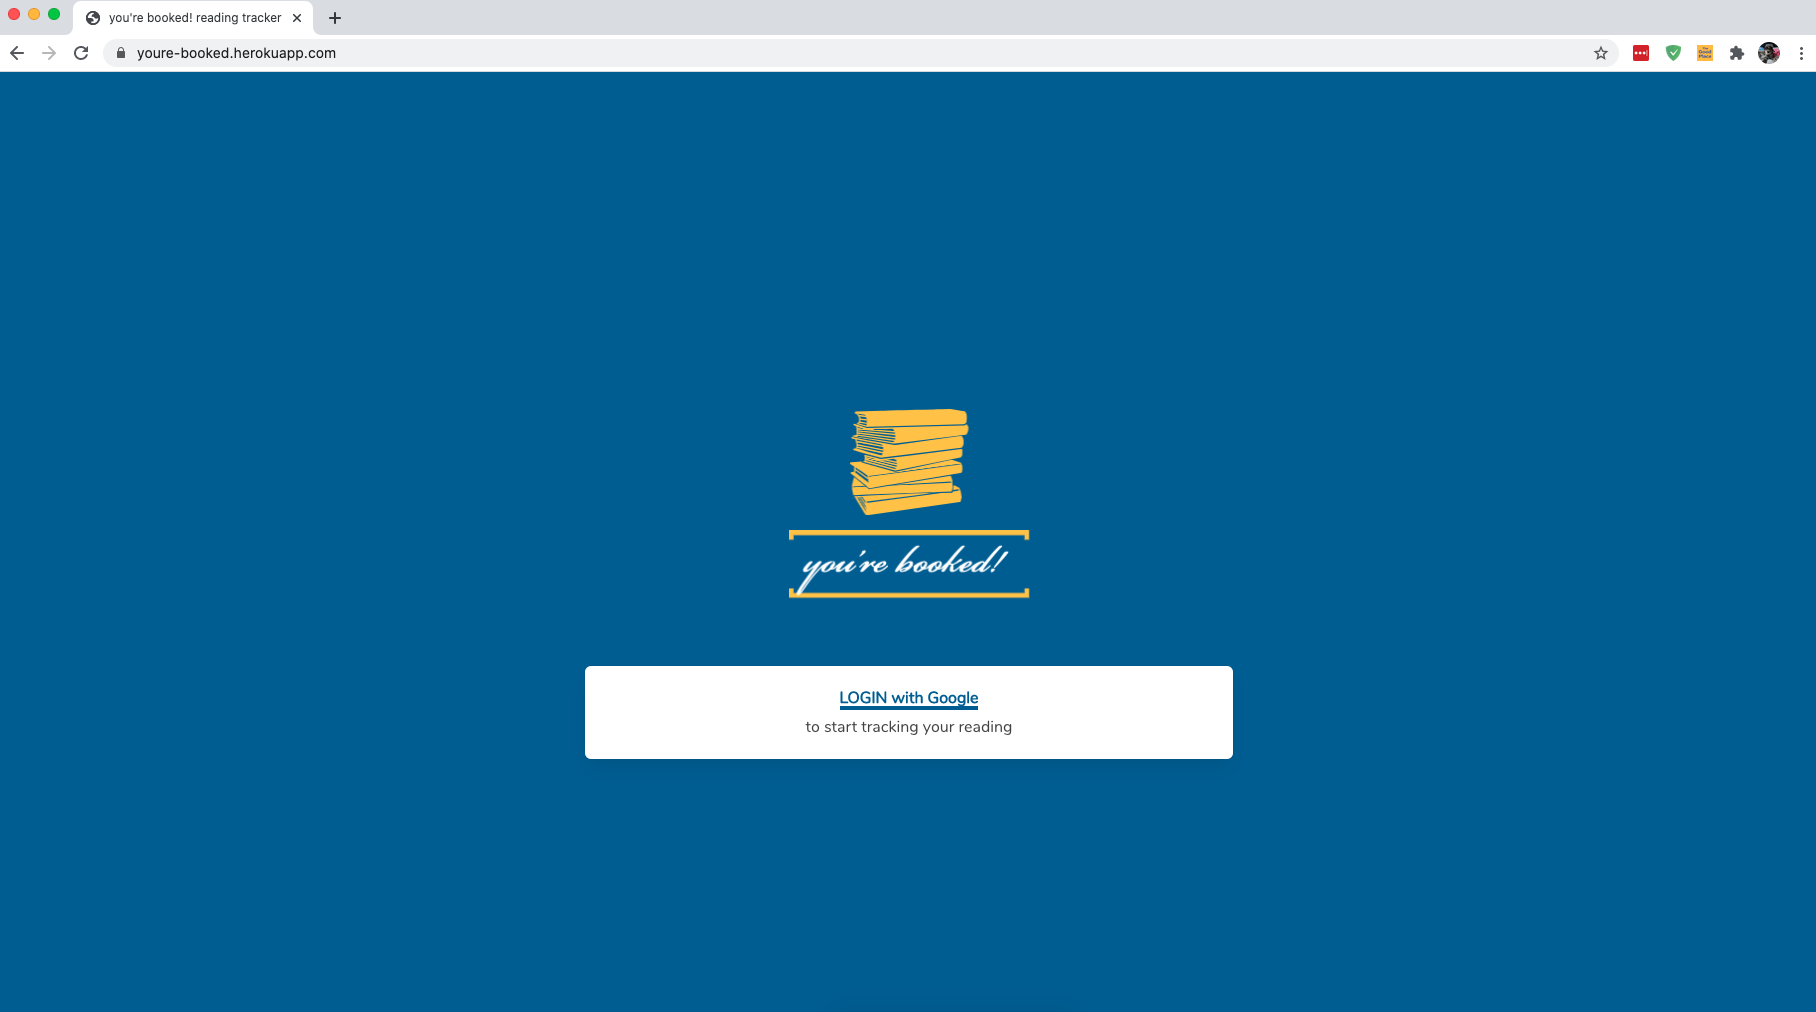 you're booked! reading tracker
youre-booked.herokuapp.com
you're booked!
LOGIN with Google
to start tracking your reading